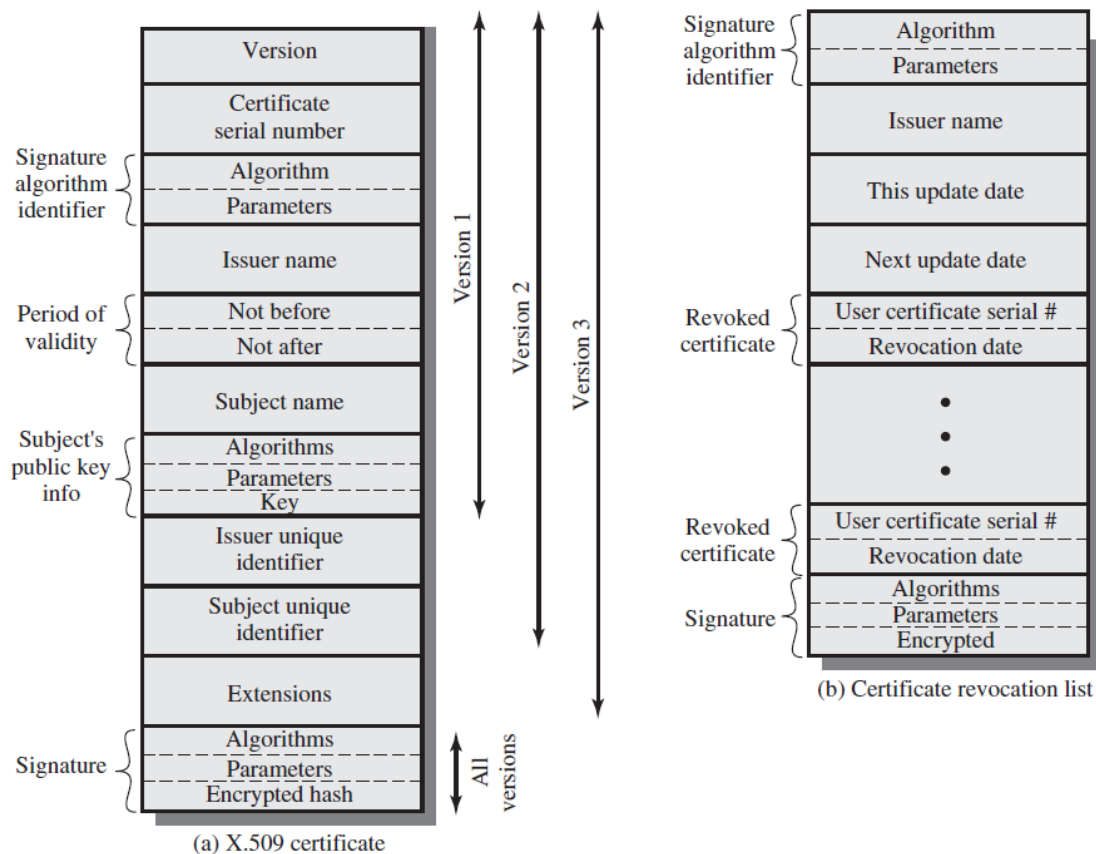 Version
Certificate
serial number
Signature
algorithm
identifier
Algorithm
Parameters
Issuer name
Period of
validity
Not before
Not after
Subject name
Subject's
public key
info
Algorithms
Parameters
Key
Issuer unique
identifier
Subject unique
identifier
Extensions
Signature
Algorithms
Parameters
Encrypted hash
Version 1
Version 2
Version 3
All
versions
(a) X.509 certificate
Signature
algorithm
identifier
Algorithm
Parameters
Issuer name
This update date
Next update date
Revoked
certificate
User certificate serial #
Revocation date
Revoked
certificate
User certificate serial #
Revocation date
Signature
Algorithms
Parameters
Encrypted
(b) Certificate revocation list